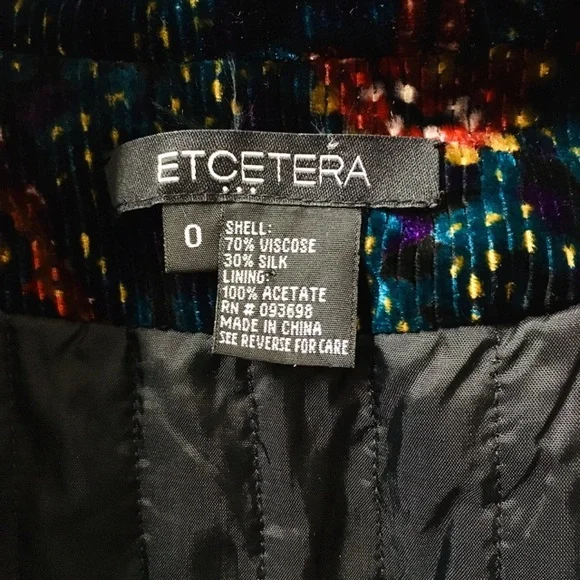 ETCETERA
0
SHELL:
70% VISCOSE
30% SILK
LINING:
100% ACETATE
RN # 093698
MADE IN CHINA
SEE REVERSE FOR CARE